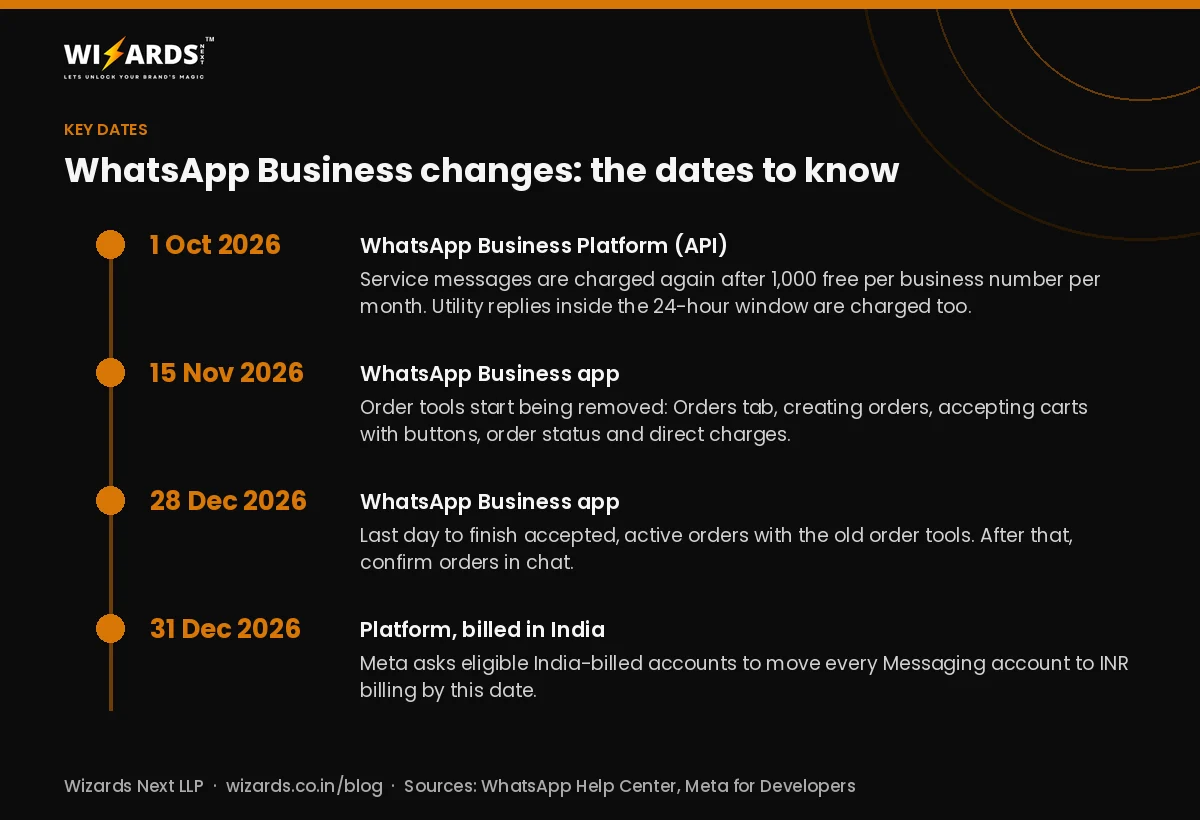 WIZARDS NEXT ™
LETS UNLOCK YOUR BRAND'S MAGIC
KEY DATES
WhatsApp Business changes: the dates to know
1 Oct 2026
WhatsApp Business Platform (API)
Service messages are charged again after 1,000 free per business number per
month. Utility replies inside the 24-hour window are charged too.
15 Nov 2026
WhatsApp Business app
Order tools start being removed: Orders tab, creating orders, accepting carts
with buttons, order status and direct charges.
28 Dec 2026
WhatsApp Business app
Last day to finish accepted, active orders with the old order tools. After that,
confirm orders in chat.
31 Dec 2026
Platform, billed in India
Meta asks eligible India-billed accounts to move every Messaging account to INR
billing by this date.
Wizards Next LLP · wizards.co.in/blog · Sources: WhatsApp Help Center, Meta for Developers